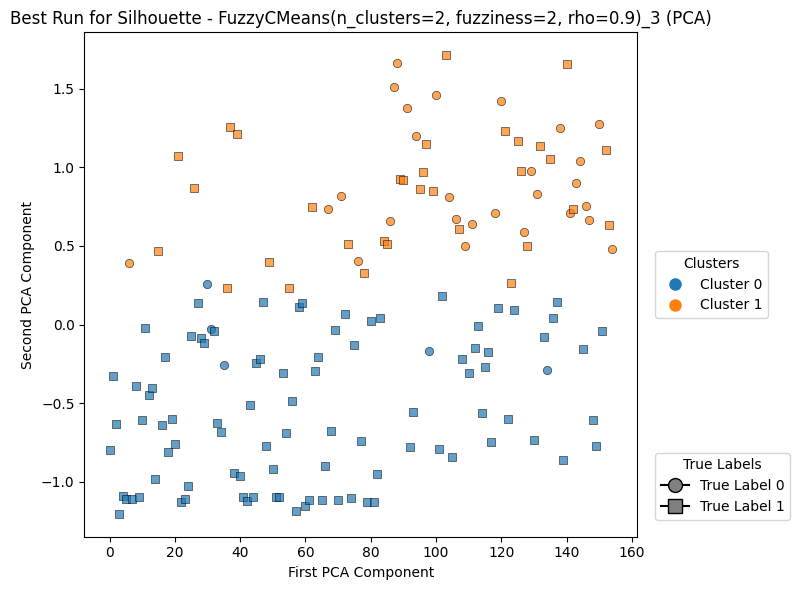 Best Run for Silhouette - FuzzyCMeans(n_clusters=2, fuzziness=2, rho=0.9)_3 (PCA)
Second PCA Component
1.5
1.0
0.5
0.0
−0.5
−1.0
0 20 40 60 80 100 120 140 160
First PCA Component
Clusters
Cluster 0
Cluster 1
True Labels
True Label 0
True Label 1